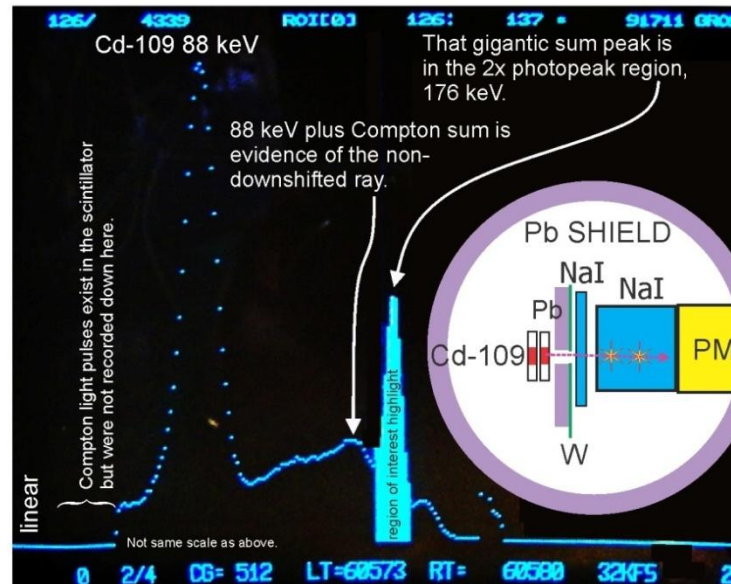 126/ 4339 ROI[0] 126: 137 = 91711 GROS
Cd-109 88 keV
That gigantic sum peak is
in the 2x photopeak region,
176 keV.
88 keV plus Compton sum is
evidence of the non-
downshifted ray.
Compton light pulses exist in the scintillator
but were not recorded down here.
Pb SHIELD
NaI
NaI
Pb
Cd-109
PM
W
region of interest highlight
linear
Not same scale as above.
0 2/4 CG= 512 LT=60573 RT= 60580 32KFS 2